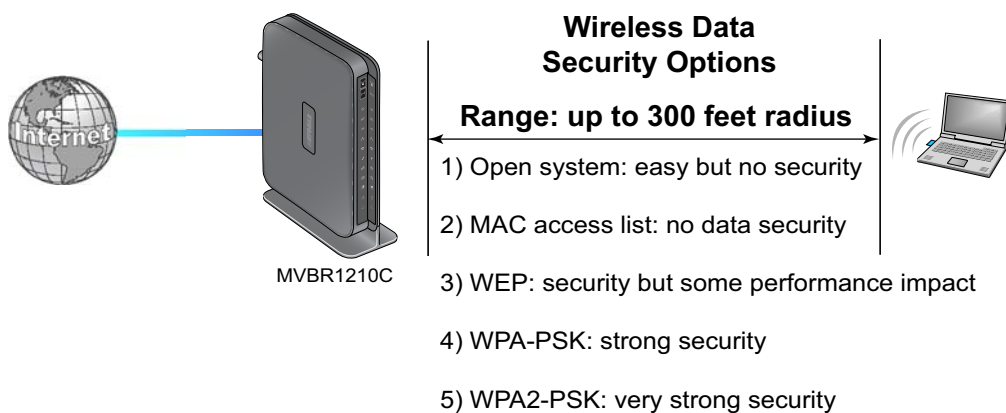 Wireless Data
Security Options
Range: up to 300 feet radius
Internet
1) Open system: easy but no security
2) MAC access list: no data security
MVBR1210C
3) WEP: security but some performance impact
4) WPA-PSK: strong security
5) WPA2-PSK: very strong security